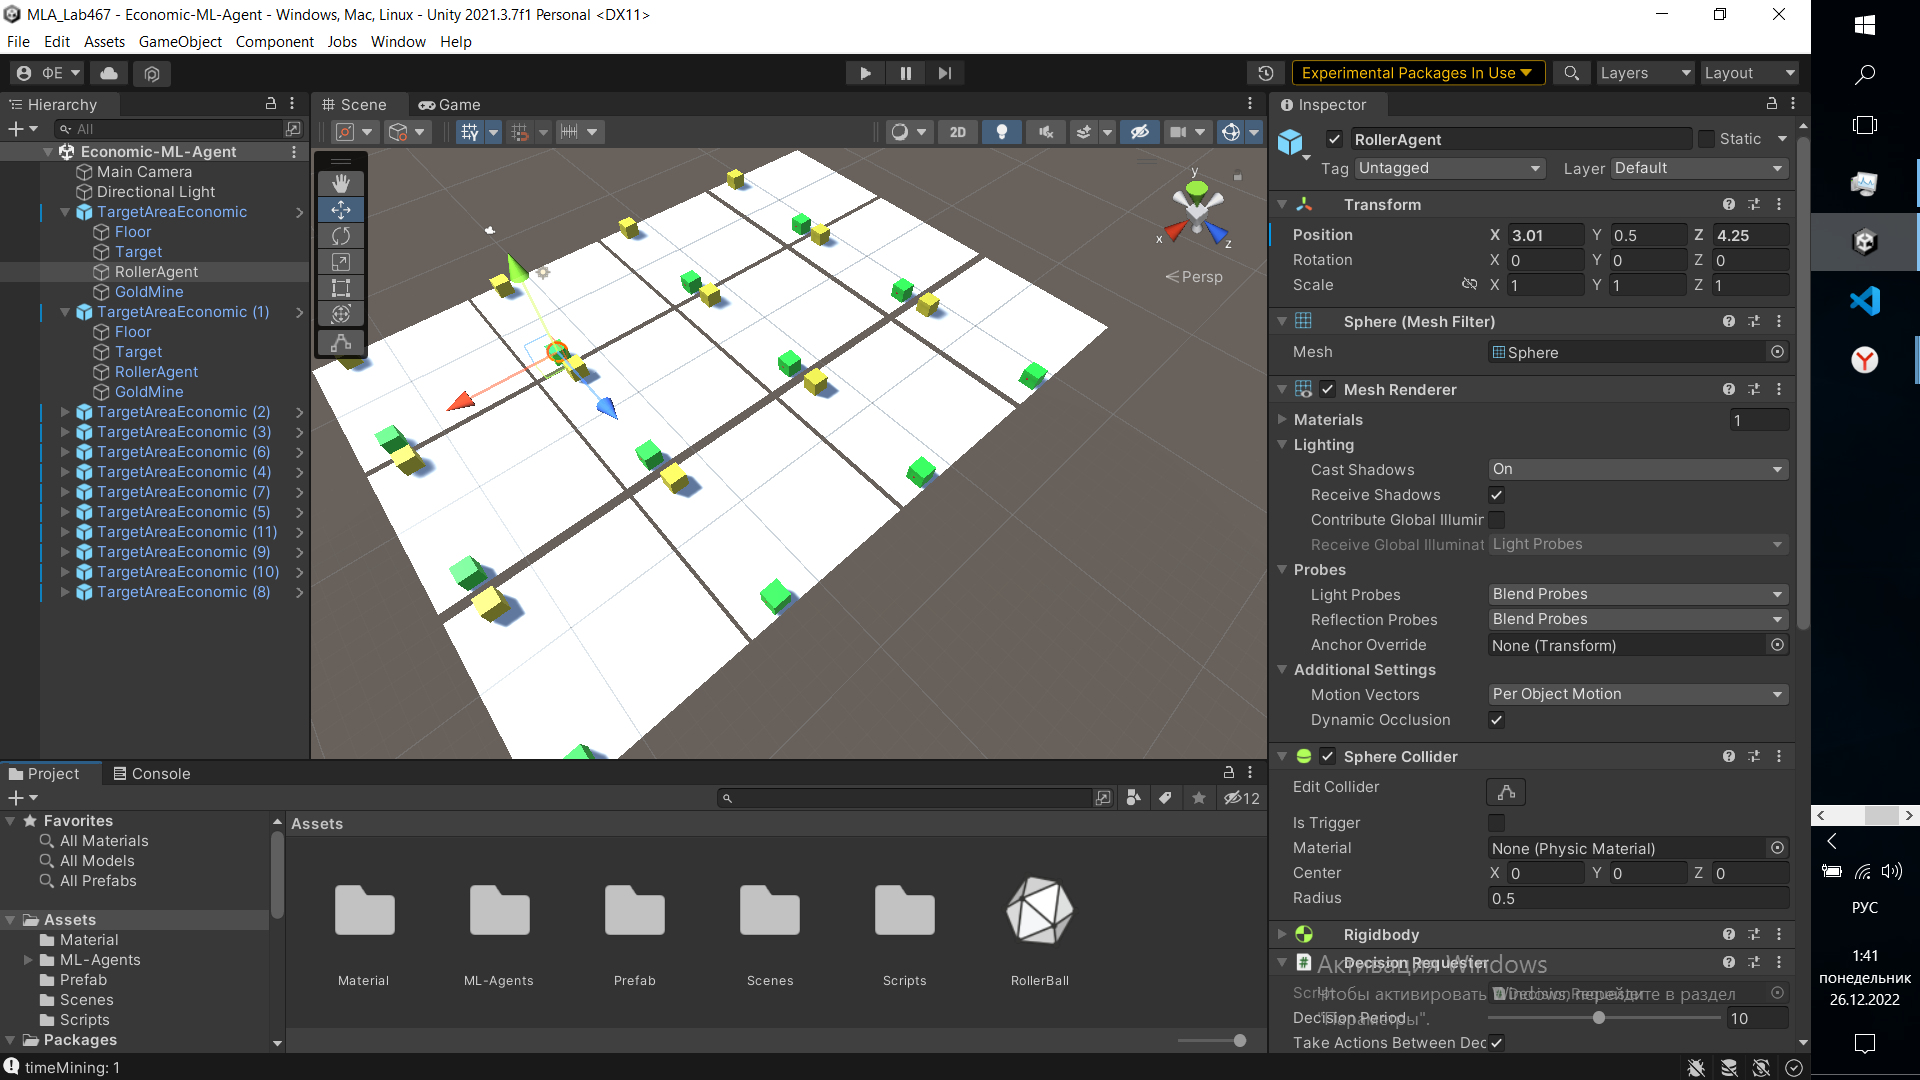 MLA_Lab467 - Economic-ML-Agent - Windows, Mac, Linux - Unity 2021.3.7f1 Personal <DX11>
File Edit Assets GameObject Component Jobs Window Help
ФЕ
Experimental Packages In Use
Layers
Layout
Hierarchy
All
Economic-ML-Agent
Main Camera
Directional Light
TargetAreaEconomic
Floor
Target
RollerAgent
GoldMine
TargetAreaEconomic (1)
Floor
Target
RollerAgent
GoldMine
TargetAreaEconomic (2)
TargetAreaEconomic (3)
TargetAreaEconomic (6)
TargetAreaEconomic (4)
TargetAreaEconomic (7)
TargetAreaEconomic (5)
TargetAreaEconomic (11)
TargetAreaEconomic (9)
TargetAreaEconomic (10)
TargetAreaEconomic (8)
Scene
Game
2D
y
x
z
Persp
Inspector
RollerAgent
Static
Tag Untagged Layer Default
Transform
Position X 3.01 Y 0.5 Z 4.25
Rotation X 0 Y 0 Z 0
Scale X 1 Y 1 Z 1
Sphere (Mesh Filter)
Mesh Sphere
Mesh Renderer
Materials 1
Lighting
Cast Shadows On
Receive Shadows
Contribute Global Illumir
Receive Global Illuminat Light Probes
Probes
Light Probes Blend Probes
Reflection Probes Blend Probes
Anchor Override None (Transform)
Additional Settings
Motion Vectors Per Object Motion
Dynamic Occlusion
Sphere Collider
Edit Collider
Is Trigger
Material None (Physic Material)
Center X 0 Y 0 Z 0
Radius 0.5
Rigidbody
Decision Requester
Активация Windows
Script DecisionRequester
Чтобы активировать Windows, перейдите в раздел
"Параметры".
Decision Period 10
Take Actions Between Dec
Project
Console
12
Favorites
All Materials
All Models
All Prefabs
Assets
Material
ML-Agents
Prefab
Scenes
Scripts
Packages
Assets
Material
ML-Agents
Prefab
Scenes
Scripts
RollerBall
timeMining: 1
РУС
1:41
понедельник
26.12.2022